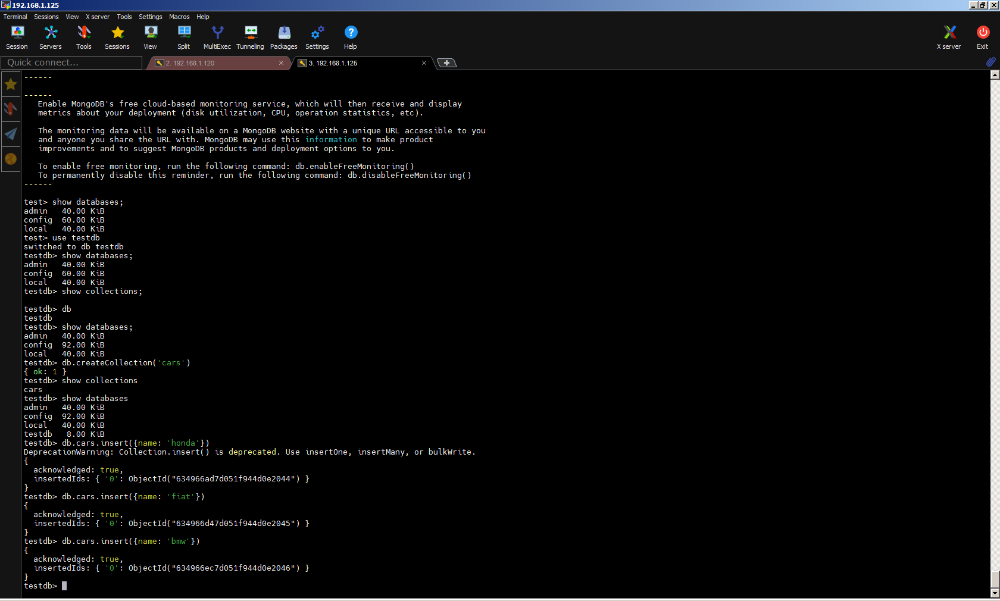 192.168.1.125
Terminal Sessions View X server Tools Settings Macros Help
Session Servers Tools Sessions View Split MultiExec Tunneling Packages Settings Help X server Exit
Quick connect... 2. 192.168.1.120 3. 192.168.1.125
------
------
Enable MongoDB's free cloud-based monitoring service, which will then receive and display
metrics about your deployment (disk utilization, CPU, operation statistics, etc).
The monitoring data will be available on a MongoDB website with a unique URL accessible to you
and anyone you share the URL with. MongoDB may use this information to make product
improvements and to suggest MongoDB products and deployment options to you.
To enable free monitoring, run the following command: db.enableFreeMonitoring()
To permanently disable this reminder, run the following command: db.disableFreeMonitoring()
------
test> show databases;
admin 40.00 KiB
config 60.00 KiB
local 40.00 KiB
test> use testdb
switched to db testdb
testdb> show databases;
admin 40.00 KiB
config 60.00 KiB
local 40.00 KiB
testdb> show collections;
testdb> db
testdb
testdb> show databases;
admin 40.00 KiB
config 92.00 KiB
local 40.00 KiB
testdb> db.createCollection('cars')
{ ok: 1 }
testdb> show collections
cars
testdb> show databases
admin 40.00 KiB
config 92.00 KiB
local 40.00 KiB
testdb 8.00 KiB
testdb> db.cars.insert({name: 'honda'})
DeprecationWarning: Collection.insert() is deprecated. Use insertOne, insertMany, or bulkWrite.
{
acknowledged: true,
insertedIds: { '0': ObjectId("634966ad7d051f944d0e2044") }
}
testdb> db.cars.insert({name: 'fiat'})
{
acknowledged: true,
insertedIds: { '0': ObjectId("634966d47d051f944d0e2045") }
}
testdb> db.cars.insert({name: 'bmw'})
{
acknowledged: true,
insertedIds: { '0': ObjectId("634966ec7d051f944d0e2046") }
}
testdb>